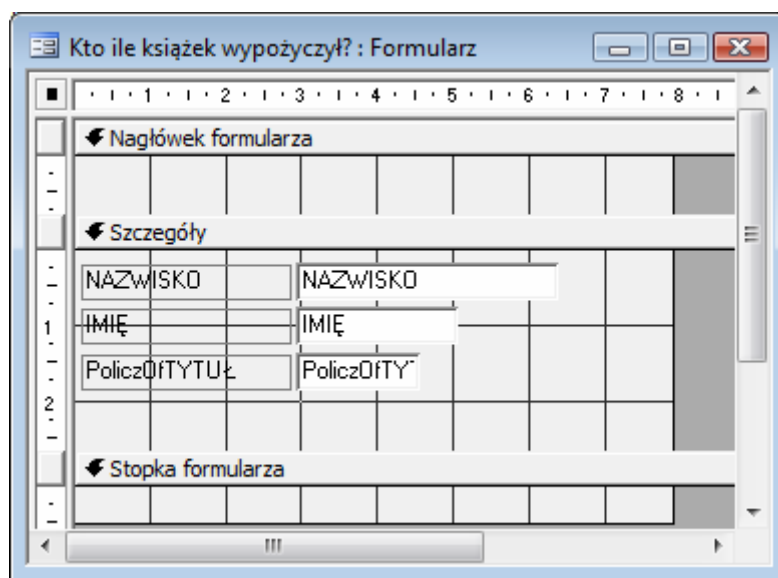 Kto ile książek wypożyczył? : Formularz
1 2 3 4 5 6 7 8
Nagłówek formularza
Szczegóły
NAZWISKO NAZWISKO
1 IMIĘ IMIĘ
PoliczOfTYTUŁ PoliczOfTY
2
Stopka formularza